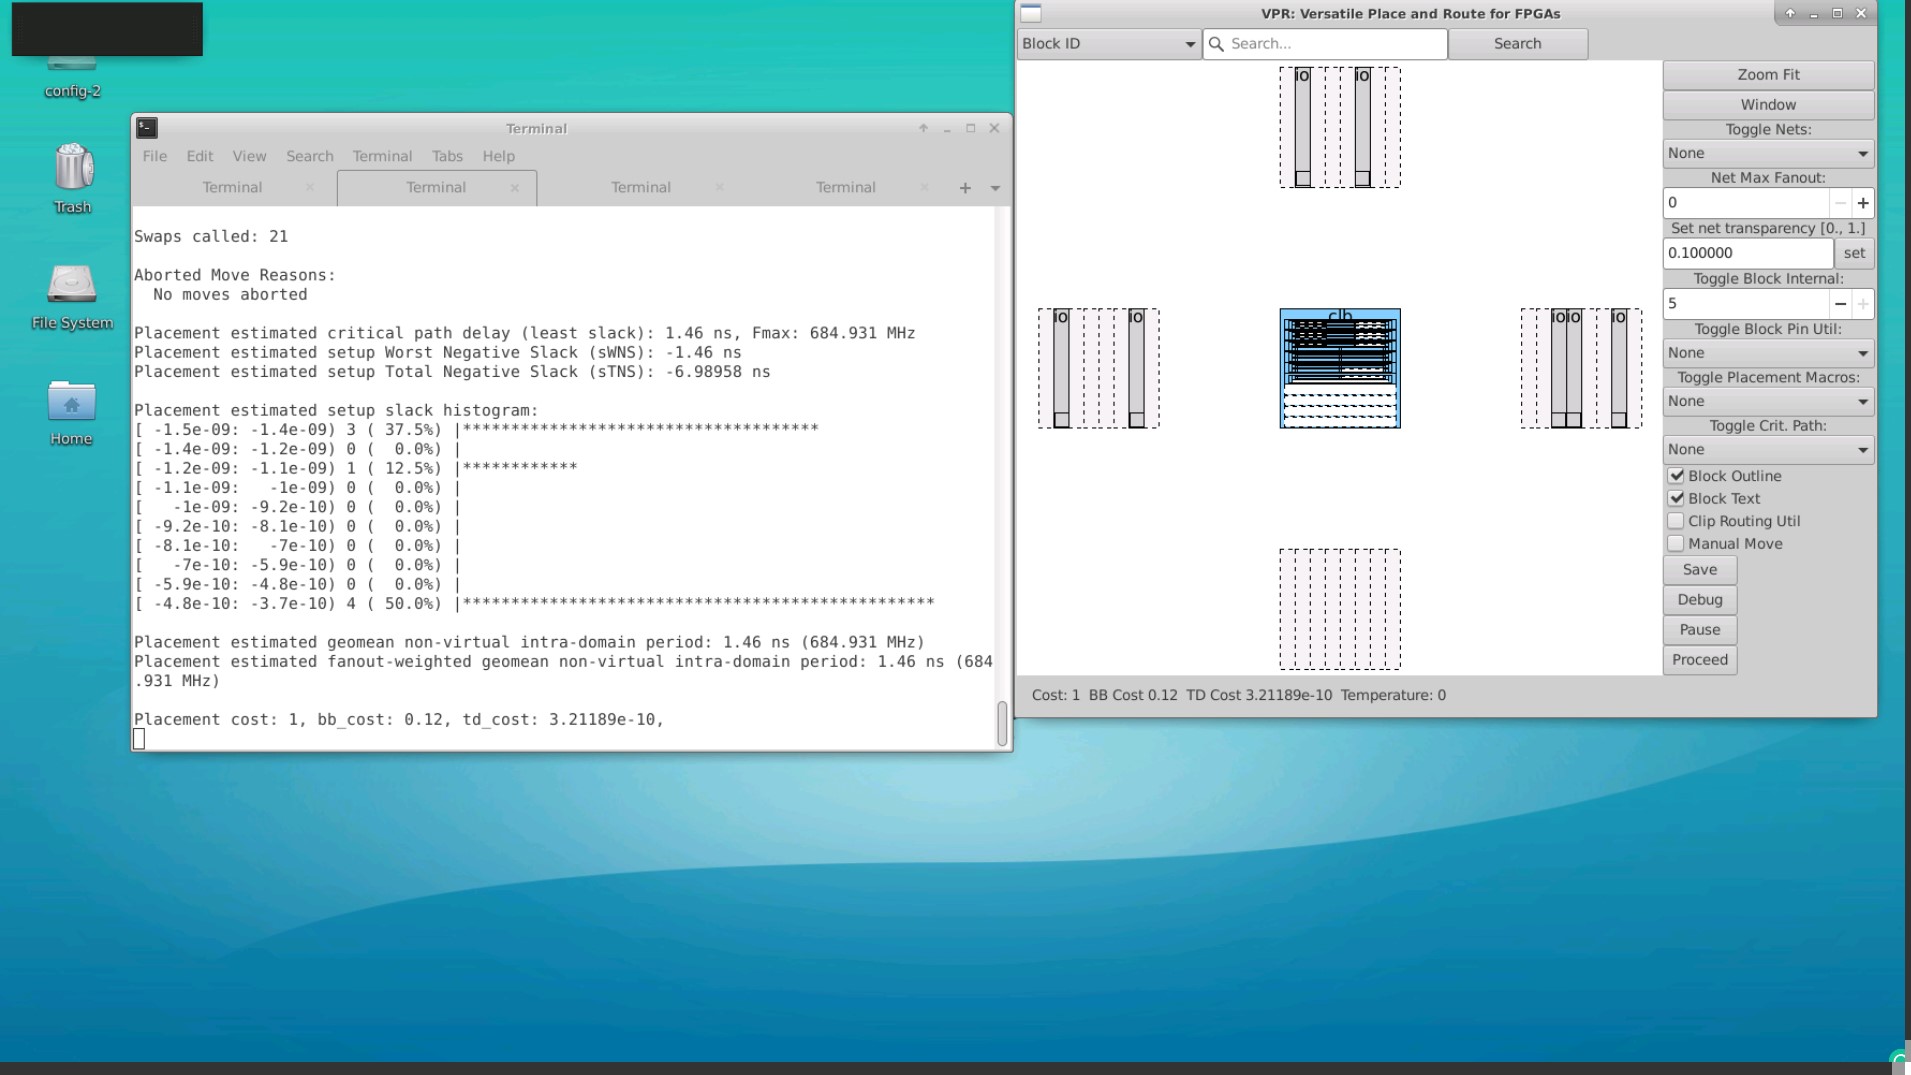 config-2
Trash
File System
Home
Terminal
File Edit View Search Terminal Tabs Help
Terminal × Terminal × Terminal × Terminal × +
Swaps called: 21
Aborted Move Reasons:
  No moves aborted
Placement estimated critical path delay (least slack): 1.46 ns, Fmax: 684.931 MHz
Placement estimated setup Worst Negative Slack (sWNS): -1.46 ns
Placement estimated setup Total Negative Slack (sTNS): -6.98958 ns
Placement estimated setup slack histogram:
[ -1.5e-09: -1.4e-09) 3 ( 37.5%) |*************************************
[ -1.4e-09: -1.2e-09) 0 (  0.0%) |
[ -1.2e-09: -1.1e-09) 1 ( 12.5%) |************
[ -1.1e-09:   -1e-09) 0 (  0.0%) |
[   -1e-09: -9.2e-10) 0 (  0.0%) |
[ -9.2e-10: -8.1e-10) 0 (  0.0%) |
[ -8.1e-10:   -7e-10) 0 (  0.0%) |
[   -7e-10: -5.9e-10) 0 (  0.0%) |
[ -5.9e-10: -4.8e-10) 0 (  0.0%) |
[ -4.8e-10: -3.7e-10) 4 ( 50.0%) |*************************************************
Placement estimated geomean non-virtual intra-domain period: 1.46 ns (684.931 MHz)
Placement estimated fanout-weighted geomean non-virtual intra-domain period: 1.46 ns (684
.931 MHz)
Placement cost: 1, bb_cost: 0.12, td_cost: 3.21189e-10,
VPR: Versatile Place and Route for FPGAs
Block ID Search... Search
io io
io io clb io io io
Zoom Fit
Window
Toggle Nets:
None
Net Max Fanout:
0
Set net transparency [0., 1.]
0.100000 set
Toggle Block Internal:
5
Toggle Block Pin Util:
None
Toggle Placement Macros:
None
Toggle Crit. Path:
None
Block Outline
Block Text
Clip Routing Util
Manual Move
Save
Debug
Pause
Proceed
Cost: 1 BB Cost 0.12 TD Cost 3.21189e-10 Temperature: 0